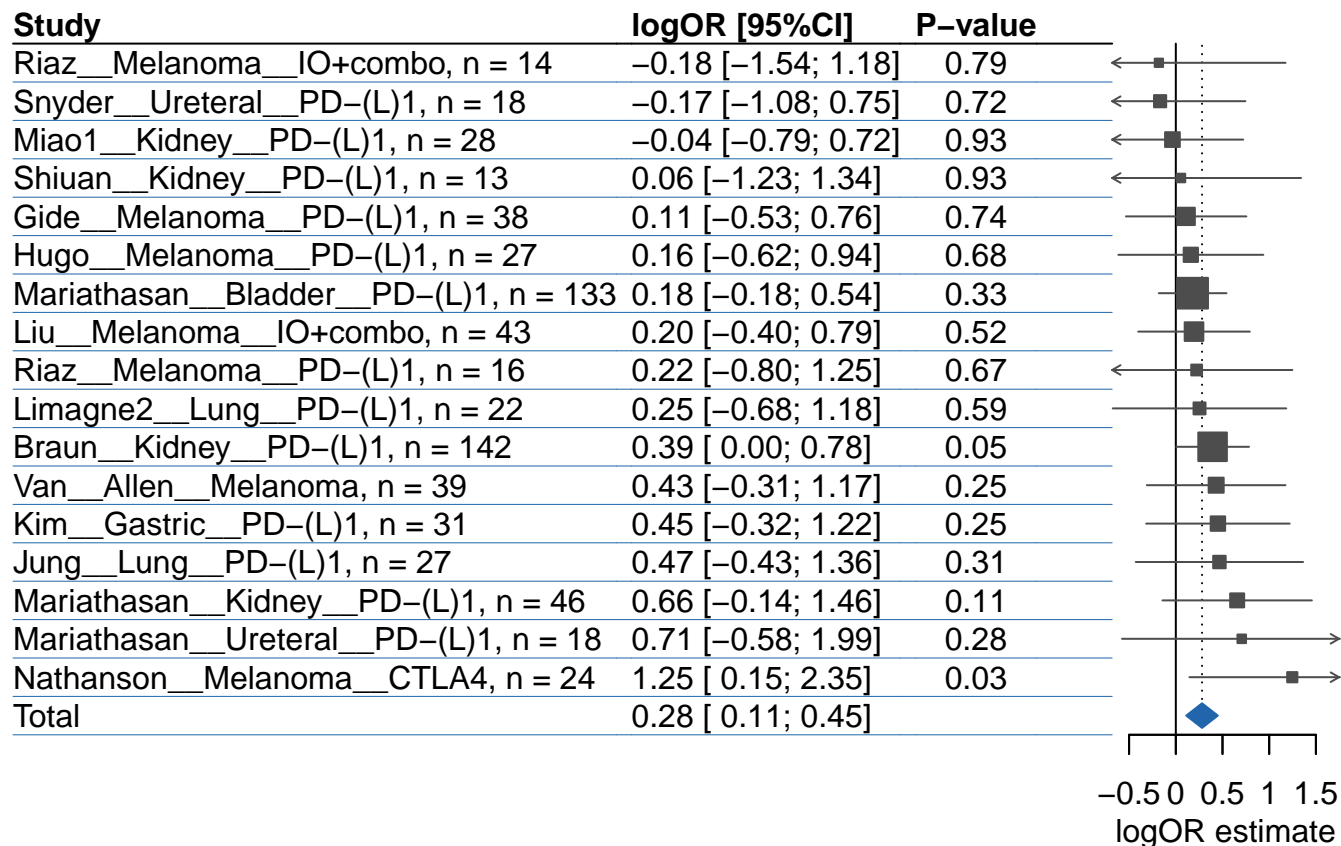 Study logOR [95%CI] P−value
Riaz__Melanoma__IO+combo, n = 14 −0.18 [−1.54; 1.18] 0.79
Snyder__Ureteral__PD−(L)1, n = 18 −0.17 [−1.08; 0.75] 0.72
Miao1__Kidney__PD−(L)1, n = 28 −0.04 [−0.79; 0.72] 0.93
Shiuan__Kidney__PD−(L)1, n = 13 0.06 [−1.23; 1.34] 0.93
Gide__Melanoma__PD−(L)1, n = 38 0.11 [−0.53; 0.76] 0.74
Hugo__Melanoma__PD−(L)1, n = 27 0.16 [−0.62; 0.94] 0.68
Mariathasan__Bladder__PD−(L)1, n = 133 0.18 [−0.18; 0.54] 0.33
Liu__Melanoma__IO+combo, n = 43 0.20 [−0.40; 0.79] 0.52
Riaz__Melanoma__PD−(L)1, n = 16 0.22 [−0.80; 1.25] 0.67
Limagne2__Lung__PD−(L)1, n = 22 0.25 [−0.68; 1.18] 0.59
Braun__Kidney__PD−(L)1, n = 142 0.39 [ 0.00; 0.78] 0.05
Van__Allen__Melanoma, n = 39 0.43 [−0.31; 1.17] 0.25
Kim__Gastric__PD−(L)1, n = 31 0.45 [−0.32; 1.22] 0.25
Jung__Lung__PD−(L)1, n = 27 0.47 [−0.43; 1.36] 0.31
Mariathasan__Kidney__PD−(L)1, n = 46 0.66 [−0.14; 1.46] 0.11
Mariathasan__Ureteral__PD−(L)1, n = 18 0.71 [−0.58; 1.99] 0.28
Nathanson__Melanoma__CTLA4, n = 24 1.25 [ 0.15; 2.35] 0.03
Total 0.28 [ 0.11; 0.45]
−0.5 0 0.5 1 1.5
logOR estimate